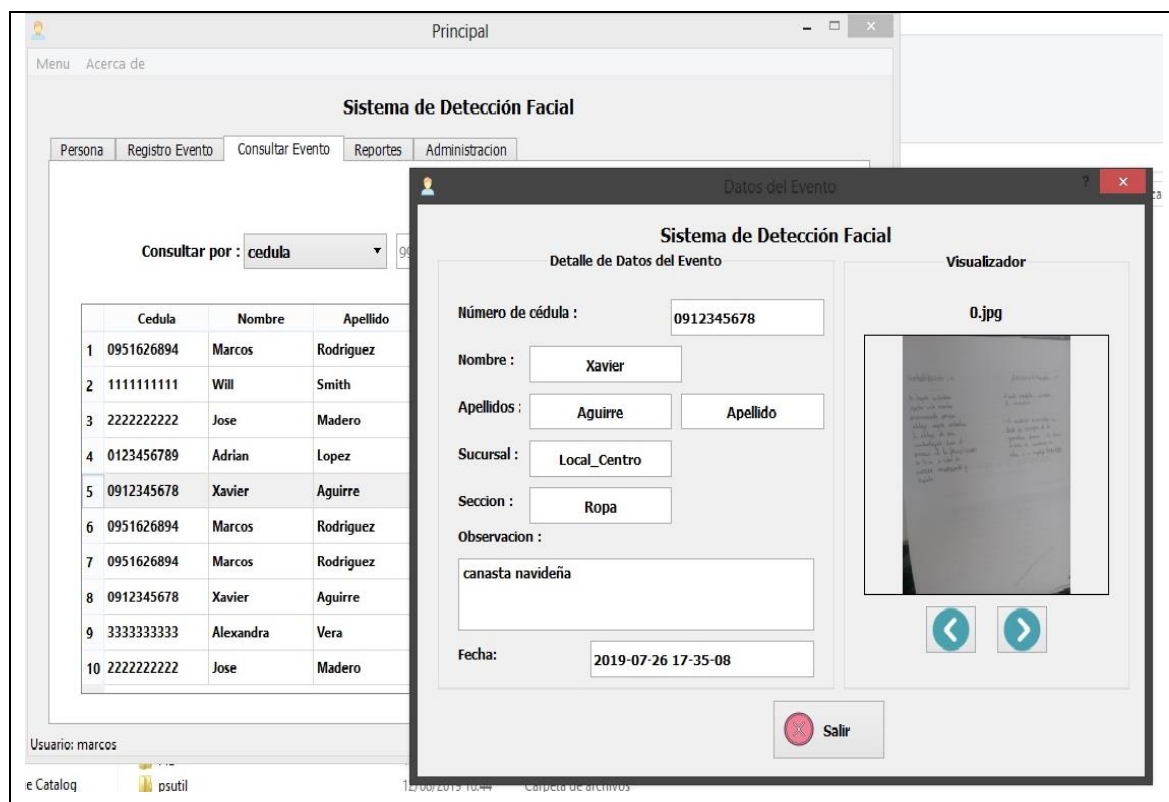 Principal
Menu Acerca de
Sistema de Detección Facial
Persona Registro Evento Consultar Evento Reportes Administracion
Consultar por : cedula
Cedula Nombre Apellido
1 0951626894 Marcos Rodriguez
2 1111111111 Will Smith
3 2222222222 Jose Madero
4 0123456789 Adrian Lopez
5 0912345678 Xavier Aguirre
6 0951626894 Marcos Rodriguez
7 0951626894 Marcos Rodriguez
8 0912345678 Xavier Aguirre
9 3333333333 Alexandra Vera
10 2222222222 Jose Madero
Usuario: marcos
e Catalog psutil
Datos del Evento
?
Sistema de Detección Facial
Detalle de Datos del Evento
Número de cédula : 0912345678
Nombre : Xavier
Apellidos : Aguirre Apellido
Sucursal : Local_Centro
Seccion : Ropa
Observacion :
canasta navideña
Fecha: 2019-07-26 17-35-08
Visualizador
0.jpg
Salir